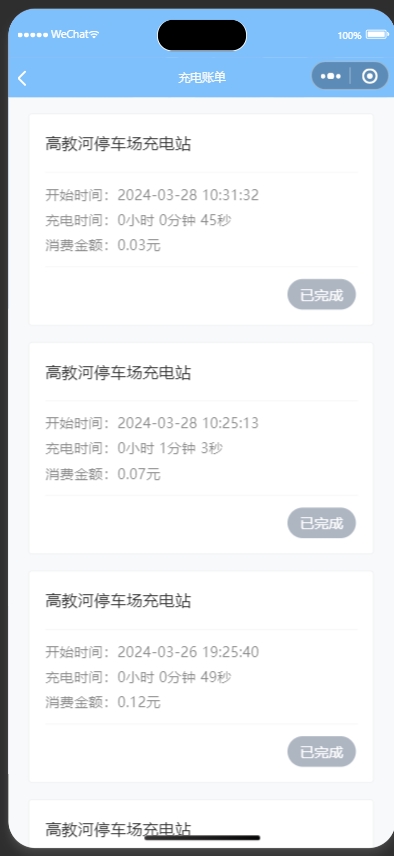 WeChat
100%
充电账单
高教河停车场充电站
开始时间：2024-03-28 10:31:32
充电时间：0小时 0分钟 45秒
消费金额：0.03元
已完成
高教河停车场充电站
开始时间：2024-03-28 10:25:13
充电时间：0小时 1分钟 3秒
消费金额：0.07元
已完成
高教河停车场充电站
开始时间：2024-03-26 19:25:40
充电时间：0小时 0分钟 49秒
消费金额：0.12元
已完成
高教河停车场充电站